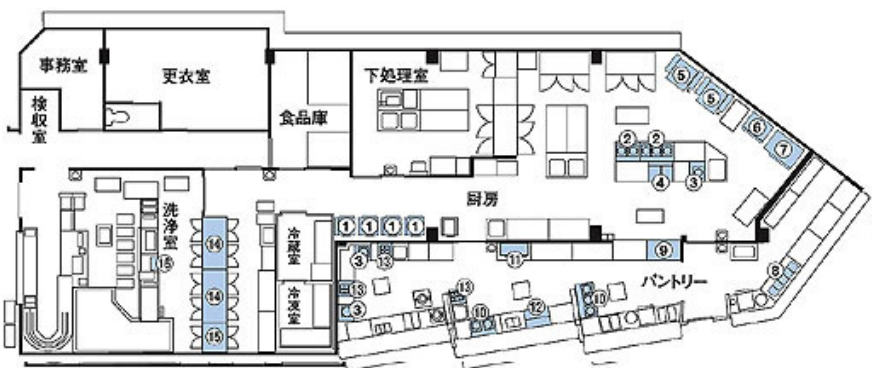 事務室
更衣室
検収室
食品庫
下処理室
⑤
⑤
⑥
⑦
②
②
④
③
厨房
洗浄室
⑯
⑭
⑭
⑮
冷蔵室
冷凍室
①
①
①
①
③
⑬
⑬
③
⑪
⑨
パントリー
⑧
⑬
⑩
⑫
⑩